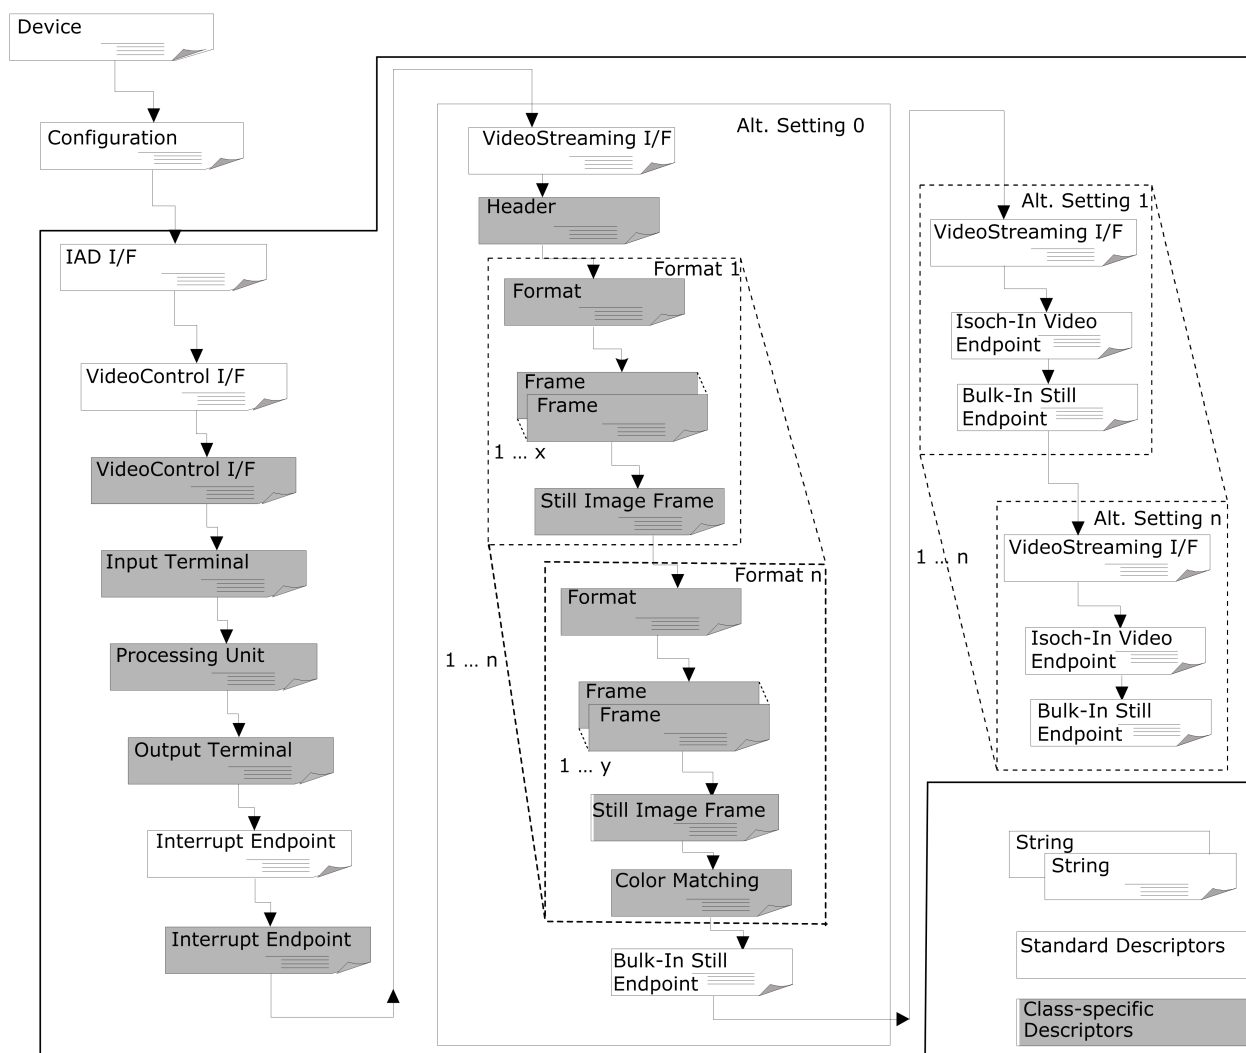 Device
Configuration
IAD I/F
VideoControl I/F
VideoControl I/F
Input Terminal
Processing Unit
Output Terminal
Interrupt Endpoint
Interrupt Endpoint
Alt. Setting 0
VideoStreaming I/F
Header
Format 1
Format
Frame
Frame
1 ... x
Still Image Frame
Format n
Format
1 ... n
Frame
Frame
1 ... y
Still Image Frame
Color Matching
Bulk-In Still
Endpoint
Alt. Setting 1
VideoStreaming I/F
Isoch-In Video
Endpoint
Bulk-In Still
Endpoint
Alt. Setting n
1 ... n
VideoStreaming I/F
Isoch-In Video
Endpoint
Bulk-In Still
Endpoint
String
String
Standard Descriptors
Class-specific
Descriptors